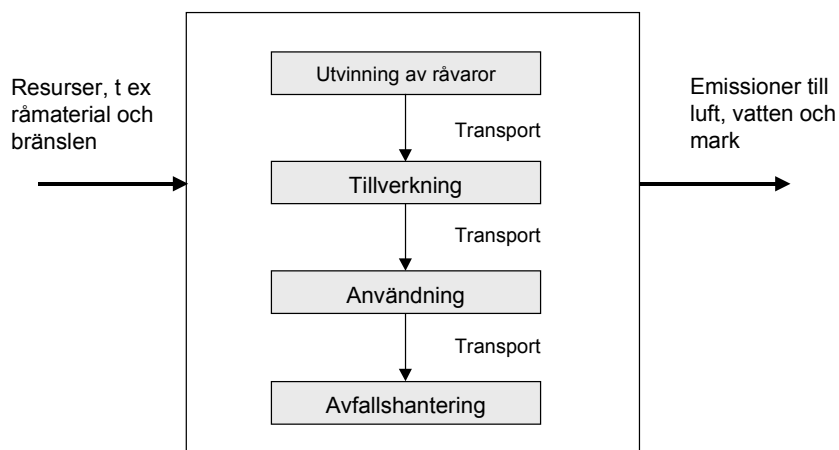 Resurser, t ex
råmaterial och
bränslen
Utvinning av råvaror
Transport
Tillverkning
Transport
Användning
Transport
Avfallshantering
Emissioner till
luft, vatten och
mark